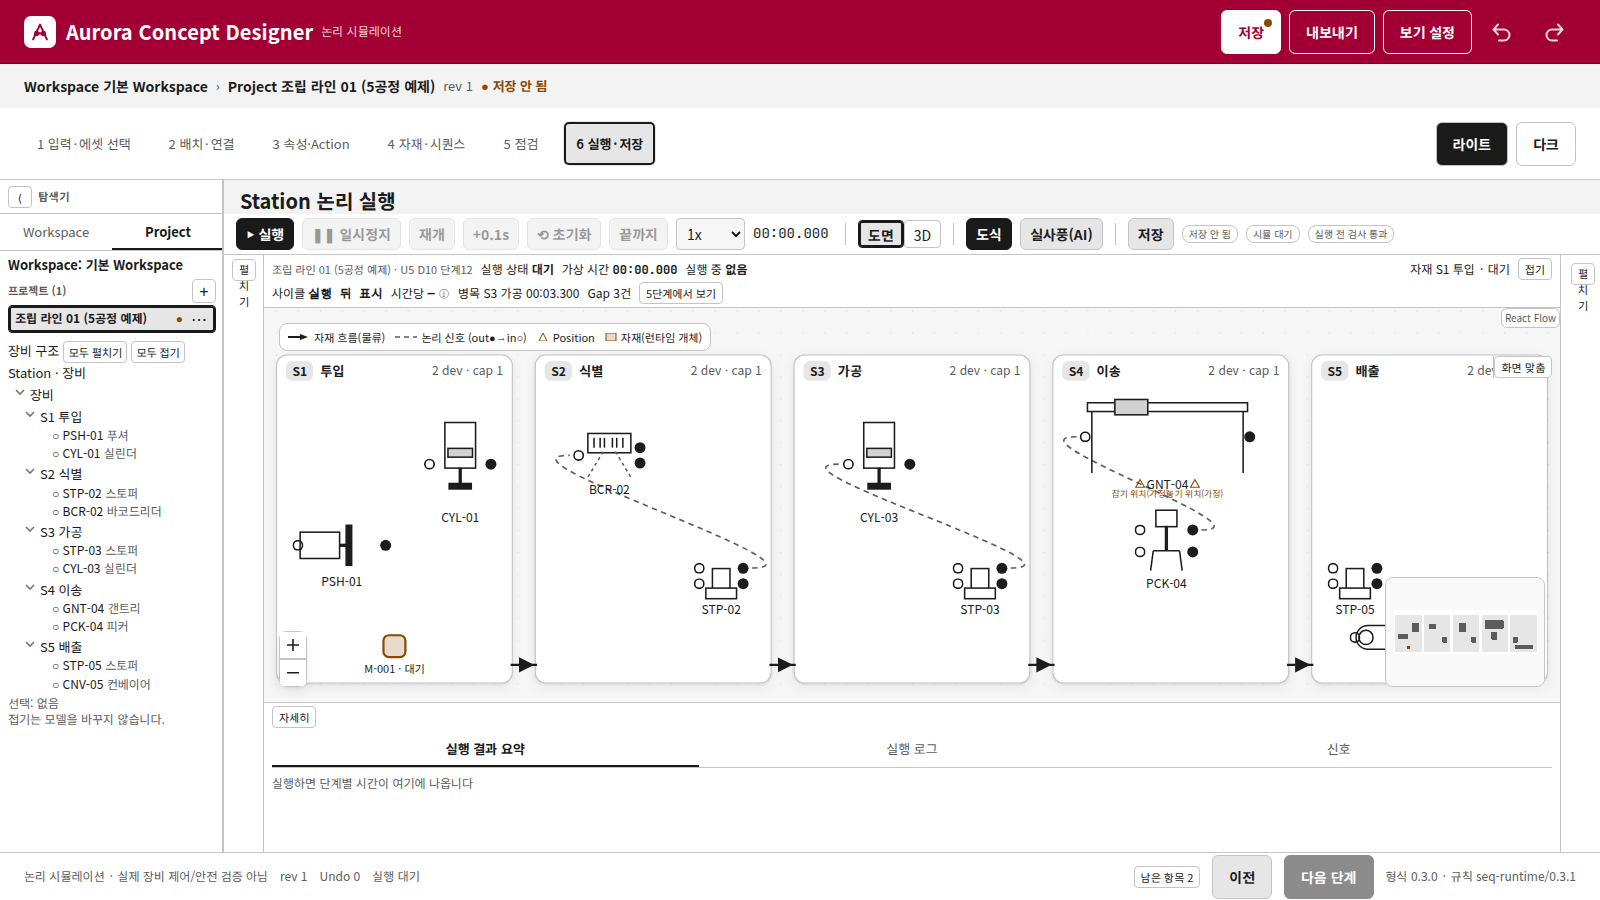 Aurora Concept Designer 논리 시뮬레이션
저장 내보내기 보기 설정
Workspace 기본 Workspace › Project 조립 라인 01 (5공정 예제) rev 1 ● 저장 안 됨
1 입력·에셋 선택 2 배치·연결 3 속성·Action 4 자재·시퀀스 5 점검 6 실행·저장
라이트 다크
⟨ 탐색기
Workspace Project
Workspace: 기본 Workspace
프로젝트 (1) +
조립 라인 01 (5공정 예제) ● ···
장비 구조 모두 펼치기 모두 접기
Station · 장비
장비
S1 투입
○ PSH-01 푸셔
○ CYL-01 실린더
S2 식별
○ STP-02 스토퍼
○ BCR-02 바코드리더
S3 가공
○ STP-03 스토퍼
○ CYL-03 실린더
S4 이송
○ GNT-04 갠트리
○ PCK-04 피커
S5 배출
○ STP-05 스토퍼
○ CNV-05 컨베이어
선택: 없음
접기는 모델을 바꾸지 않습니다.
Station 논리 실행
▸ 실행 ❚❚ 일시정지 재개 +0.1s ⟲ 초기화 끝까지 1x 00:00.000 도면 3D 도식 실사풍(AI) 저장 저장 안 됨 시뮬 대기 실행 전 검사 통과
펼치기
조립 라인 01 (5공정 예제) · U5 D10 단계12 실행 상태 대기 가상 시간 00:00.000 실행 중 없음
자재 S1 투입 · 대기 접기
사이클 실행 뒤 표시 시간당 — ⓘ 병목 S3 가공 00:03.300 Gap 3건 5단계에서 보기
펼치기
React Flow
자재 흐름(물류) 논리 신호 (out●→in○) △ Position 자재(런타임 개체)
화면 맞춤
S1 투입 2 dev · cap 1
CYL-01
PSH-01
M-001 · 대기
+
−
S2 식별 2 dev · cap 1
BCR-02
STP-02
S3 가공 2 dev · cap 1
CYL-03
STP-03
S4 이송 2 dev · cap 1
GNT-04
PCK-04
S5 배출 2 dev
STP-05
자세히
실행 결과 요약 실행 로그 신호
실행하면 단계별 시간이 여기에 나옵니다
논리 시뮬레이션 · 실제 장비 제어/안전 검증 아님 rev 1 Undo 0 실행 대기
남은 항목 2 이전 다음 단계 형식 0.3.0 · 규칙 seq-runtime/0.3.1